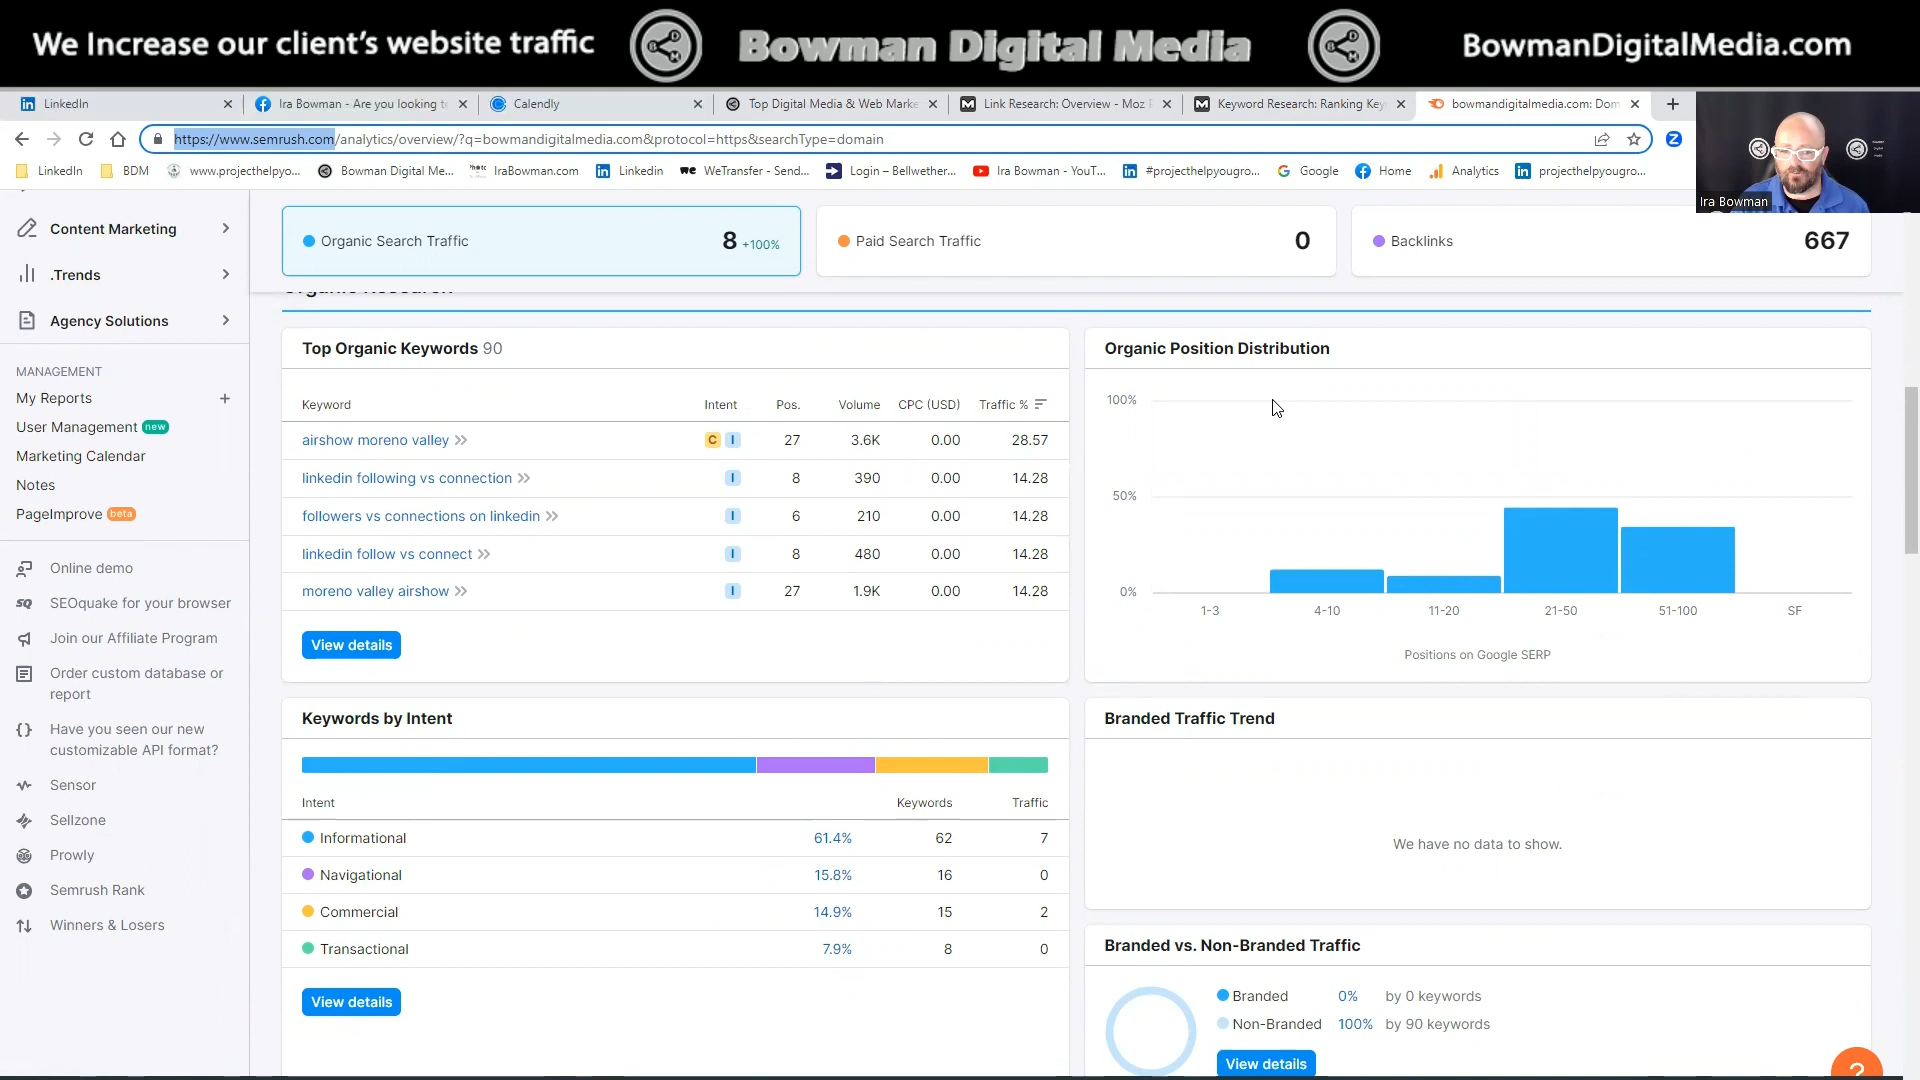 We Increase our client's website traffic
Bowman Digital Media
BowmanDigitalMedia.com
LinkedIn
Ira Bowman - Are you looking to
Calendly
Top Digital Media & Web Marke
Link Research: Overview - Moz P
Keyword Research: Ranking Key
bowmandigitalmedia.com: Dom
https://www.semrush.com/analytics/overview/?q=bowmandigitalmedia.com&protocol=https&searchType=domain
LinkedIn
BDM
www.projecthelpyo...
Bowman Digital Me...
IraBowman.com
Linkedin
WeTransfer - Send...
Login – Bellwether...
Ira Bowman - YouT...
#projecthelpyougro...
Google
Home
Analytics
projecthelpyougro...
Ira Bowman
Content Marketing
.Trends
Agency Solutions
MANAGEMENT
My Reports
User Management new
Marketing Calendar
Notes
PageImprove beta
Online demo
SEOquake for your browser
Join our Affiliate Program
Order custom database or
report
Have you seen our new
customizable API format?
Sensor
Sellzone
Prowly
Semrush Rank
Winners & Losers
Organic Search Traffic 8 +100%
Paid Search Traffic 0
Backlinks 667
Organic Research
Top Organic Keywords 90
Keyword Intent Pos. Volume CPC (USD) Traffic %
airshow moreno valley C I 27 3.6K 0.00 28.57
linkedin following vs connection I 8 390 0.00 14.28
followers vs connections on linkedin I 6 210 0.00 14.28
linkedin follow vs connect I 8 480 0.00 14.28
moreno valley airshow I 27 1.9K 0.00 14.28
View details
Organic Position Distribution
100%
50%
0%
1-3 4-10 11-20 21-50 51-100 SF
Positions on Google SERP
Keywords by Intent
Intent Keywords Traffic
Informational 61.4% 62 7
Navigational 15.8% 16 0
Commercial 14.9% 15 2
Transactional 7.9% 8 0
View details
Branded Traffic Trend
We have no data to show.
Branded vs. Non-Branded Traffic
Branded 0% by 0 keywords
Non-Branded 100% by 90 keywords
View details
?